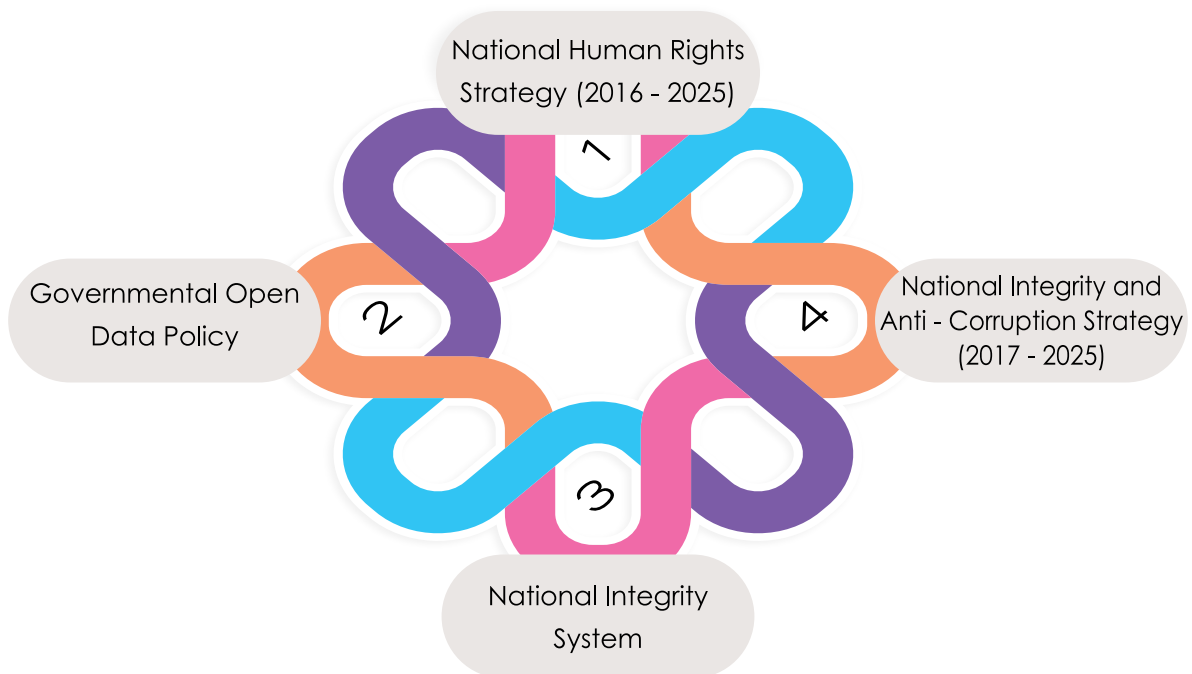 National Human Rights
Strategy (2016 - 2025)
1
Governmental Open
Data Policy
2
3
National Integrity
System
4
National Integrity and
Anti - Corruption Strategy
(2017 - 2025)